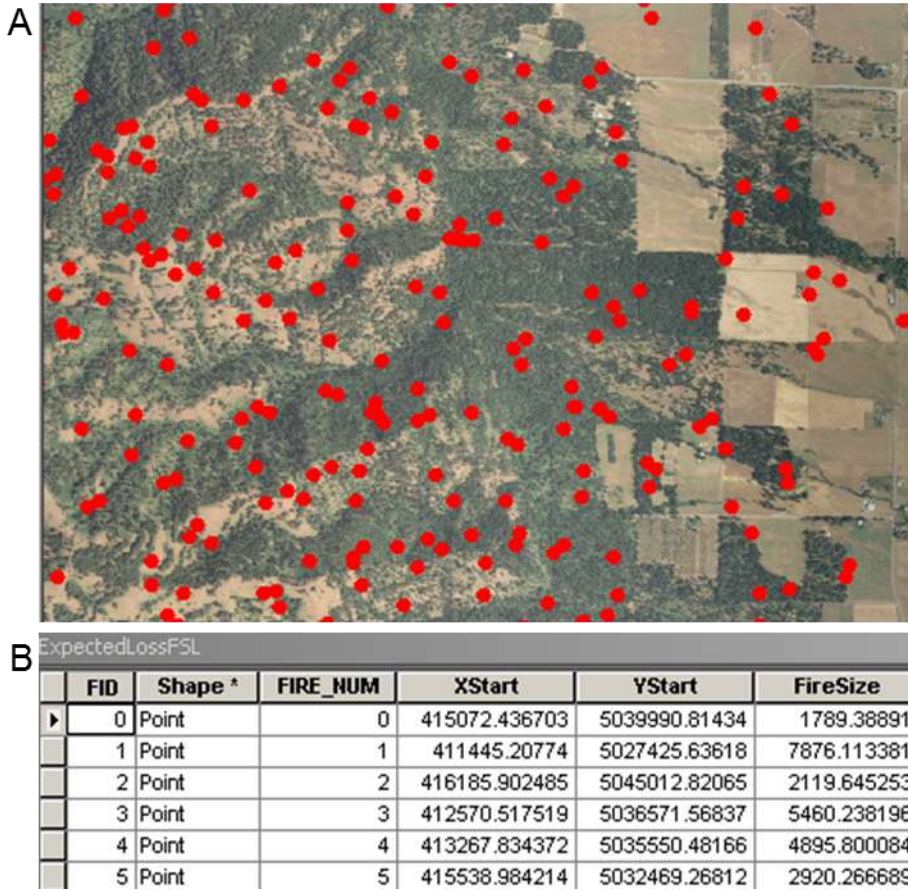 A
B
ExpectedLossFSL
FID Shape * FIRE_NUM XStart YStart FireSize
0 Point 0 415072.436703 5039990.81434 1789.38891
1 Point 1 411445.20774 5027425.63618 7876.113381
2 Point 2 416185.902485 5045012.82065 2119.645253
3 Point 3 412570.517519 5036571.56837 5460.238196
4 Point 4 413267.834372 5035550.48166 4895.800084
5 Point 5 415538.984214 5032469.26812 2920.266689